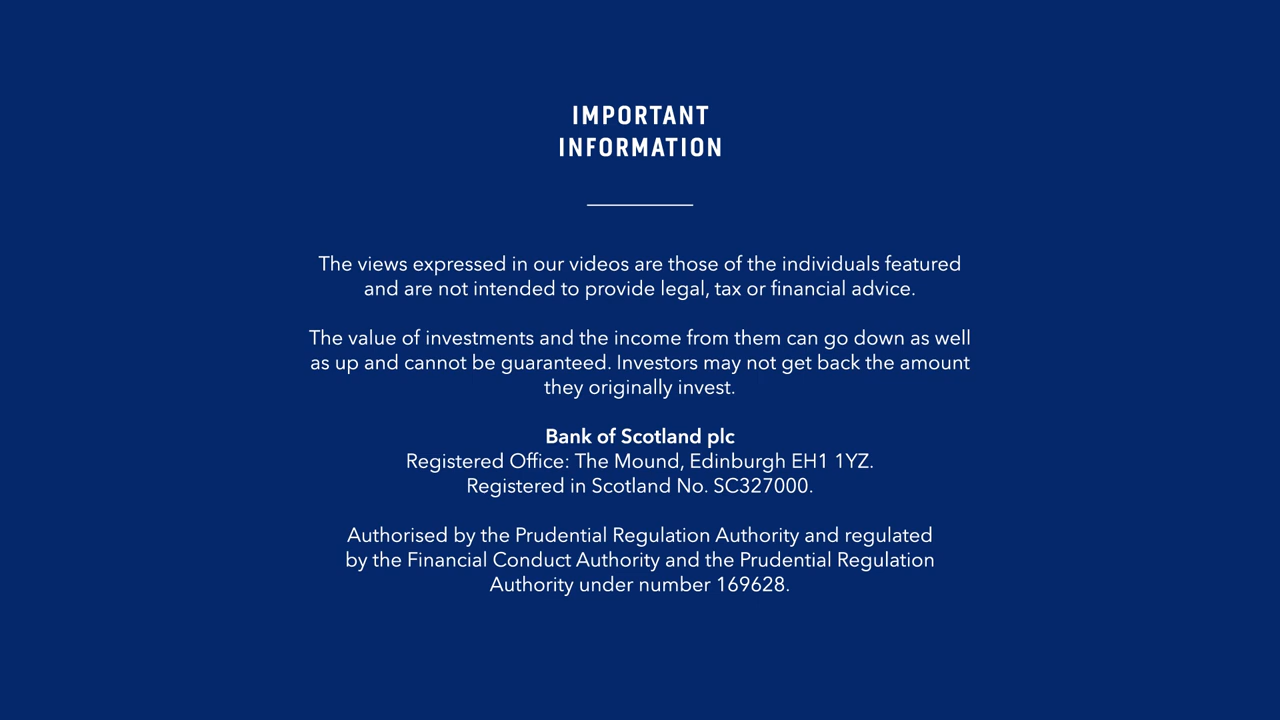 IMPORTANT
INFORMATION
The views expressed in our videos are those of the individuals featured
and are not intended to provide legal, tax or financial advice.
The value of investments and the income from them can go down as well
as up and cannot be guaranteed. Investors may not get back the amount
they originally invest.
Bank of Scotland plc
Registered Office: The Mound, Edinburgh EH1 1YZ.
Registered in Scotland No. SC327000.
Authorised by the Prudential Regulation Authority and regulated
by the Financial Conduct Authority and the Prudential Regulation
Authority under number 169628.